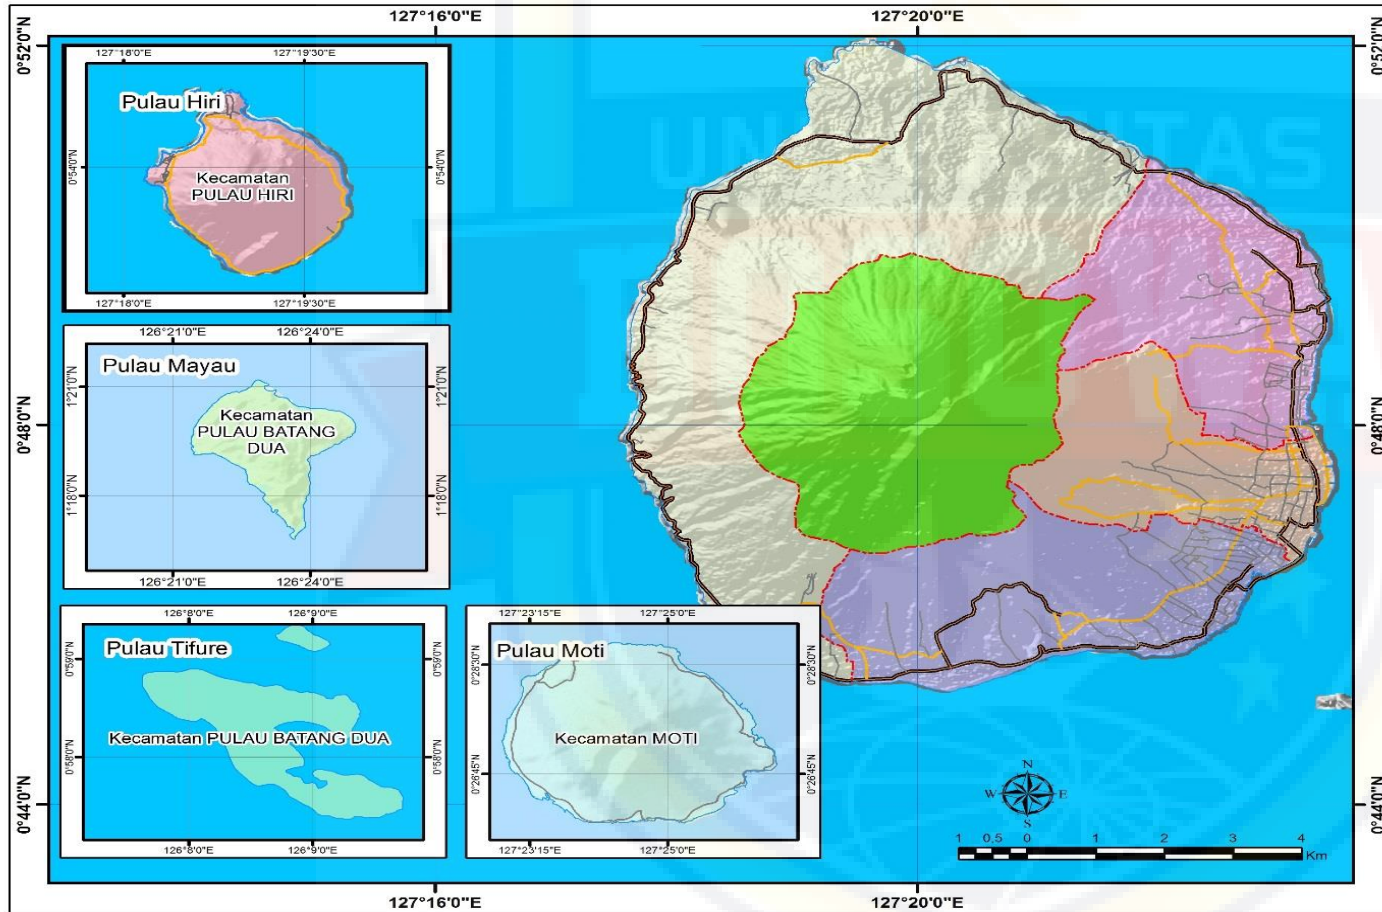 127°16'0"E
127°20'0"E
0°52'0"N
0°52'0"N
127°18'0"E
127°19'30"E
Pulau Hiri
0°54'0"N
0°54'0"N
Kecamatan
PULAU HIRI
127°18'0"E
127°19'30"E
126°21'0"E
126°24'0"E
Pulau Mayau
1°21'0"N
1°21'0"N
Kecamatan
PULAU BATANG
DUA
1°18'0"N
1°18'0"N
126°21'0"E
126°24'0"E
0°48'0"N
0°48'0"N
126°8'0"E
126°9'0"E
Pulau Tifure
0°59'0"N
0°59'0"N
Kecamatan PULAU BATANG DUA
0°58'0"N
0°58'0"N
126°8'0"E
126°9'0"E
127°23'15"E
127°25'0"E
Pulau Moti
0°28'30"N
0°28'30"N
Kecamatan MOTI
0°26'45"N
0°26'45"N
127°23'15"E
127°25'0"E
N
W E
S
0°44'0"N
0°44'0"N
1 0,5 0 1 2 3 4
Km
127°16'0"E
127°20'0"E